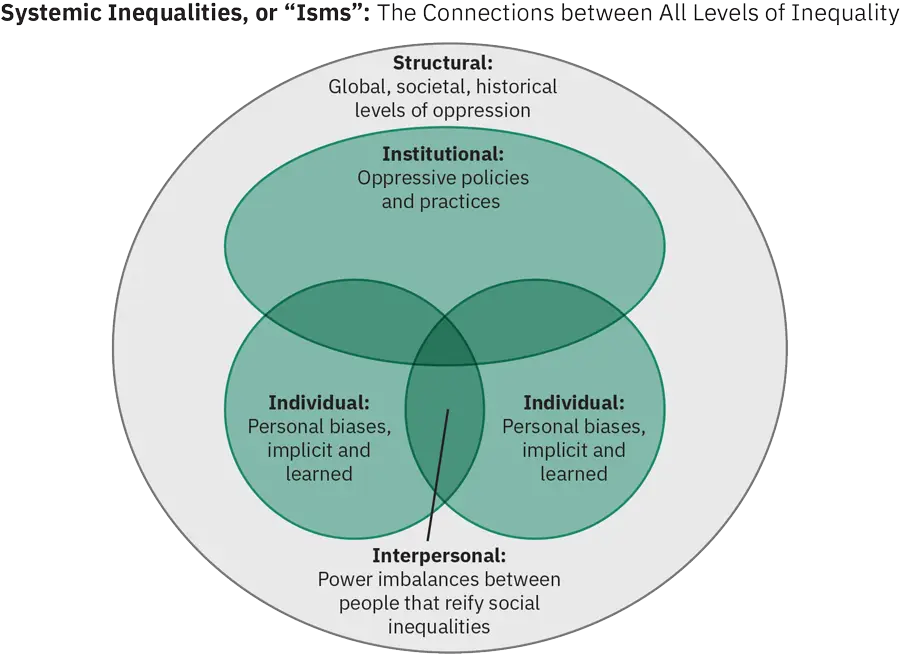 Systemic Inequalities, or “Isms”: The Connections between All Levels of Inequality
Structural:
Global, societal, historical
levels of oppression
Institutional:
Oppressive policies
and practices
Individual:
Personal biases,
implicit and
learned
Individual:
Personal biases,
implicit and
learned
Interpersonal:
Power imbalances between
people that reify social
inequalities